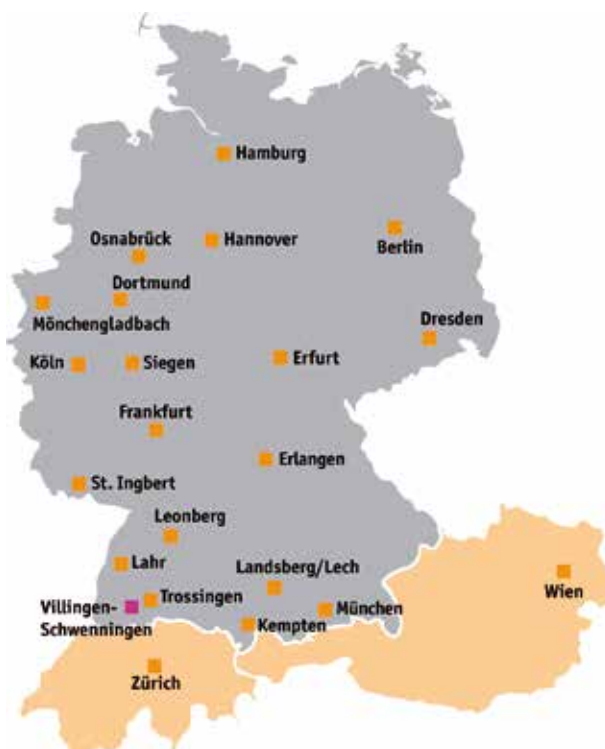 Hamburg
Osnabrück
Hannover
Berlin
Dortmund
Mönchengladbach
Dresden
Köln
Siegen
Erfurt
Frankfurt
Erlangen
St. Ingbert
Leonberg
Lahr
Landsberg/Lech
Wien
Trossingen
Villingen-
Schwenningen
München
Kempten
Zürich